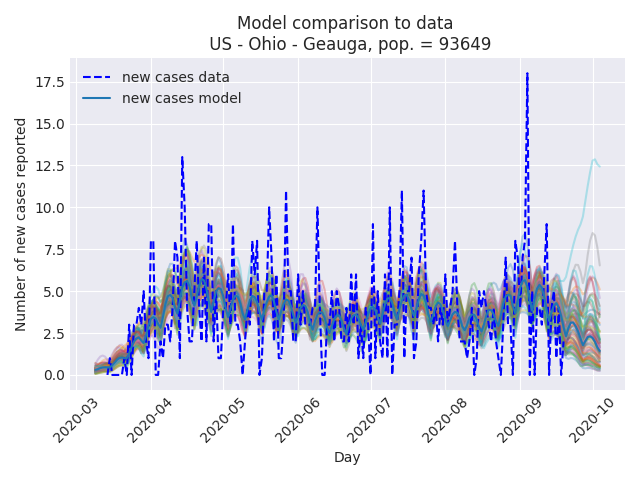 Model comparison to data
US - Ohio - Geauga, pop. = 93649
new cases data
new cases model
Number of new cases reported
17.5
15.0
12.5
10.0
7.5
5.0
2.5
0.0
2020-03
2020-04
2020-05
2020-06
2020-07
2020-08
2020-09
2020-10
Day